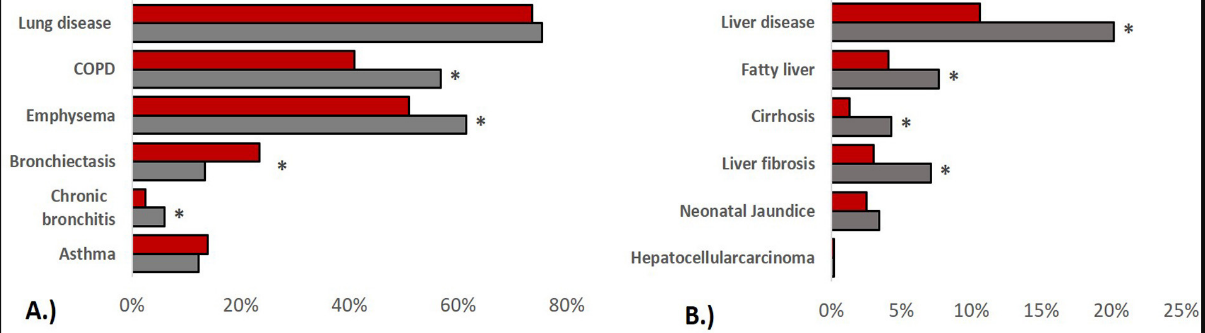 Lung disease
COPD
*
Emphysema
*
Bronchiectasis
*
Chronic
bronchitis
*
Asthma
0% 20% 40% 60% 80%
A.)
Liver disease
*
Fatty liver
*
Cirrhosis
*
Liver fibrosis
*
Neonatal Jaundice
Hepatocellularcarcinoma
0% 5% 10% 15% 20% 25%
B.)